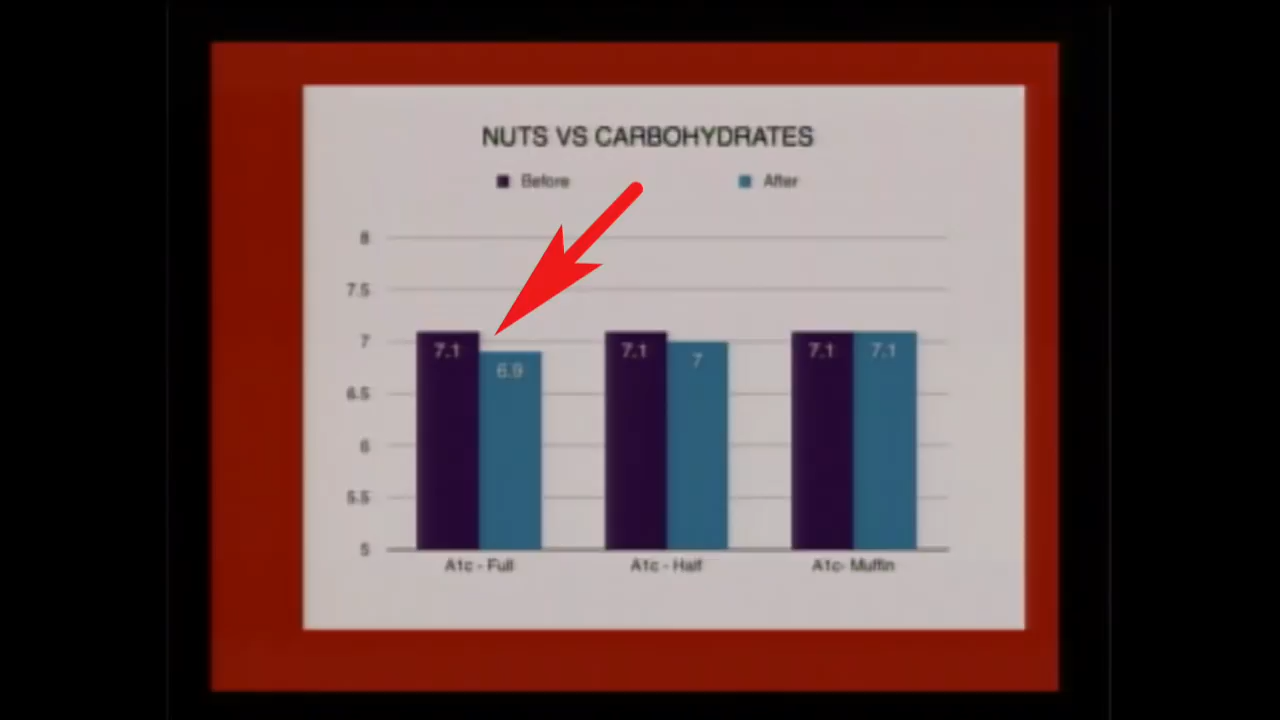 NUTS VS CARBOHYDRATES
Before After
8
7.5
7
6.5
6
5.5
5
7.1 6.9 7.1 7 7.1 7.1
A1c - Full A1c - Half A1c- Muffin